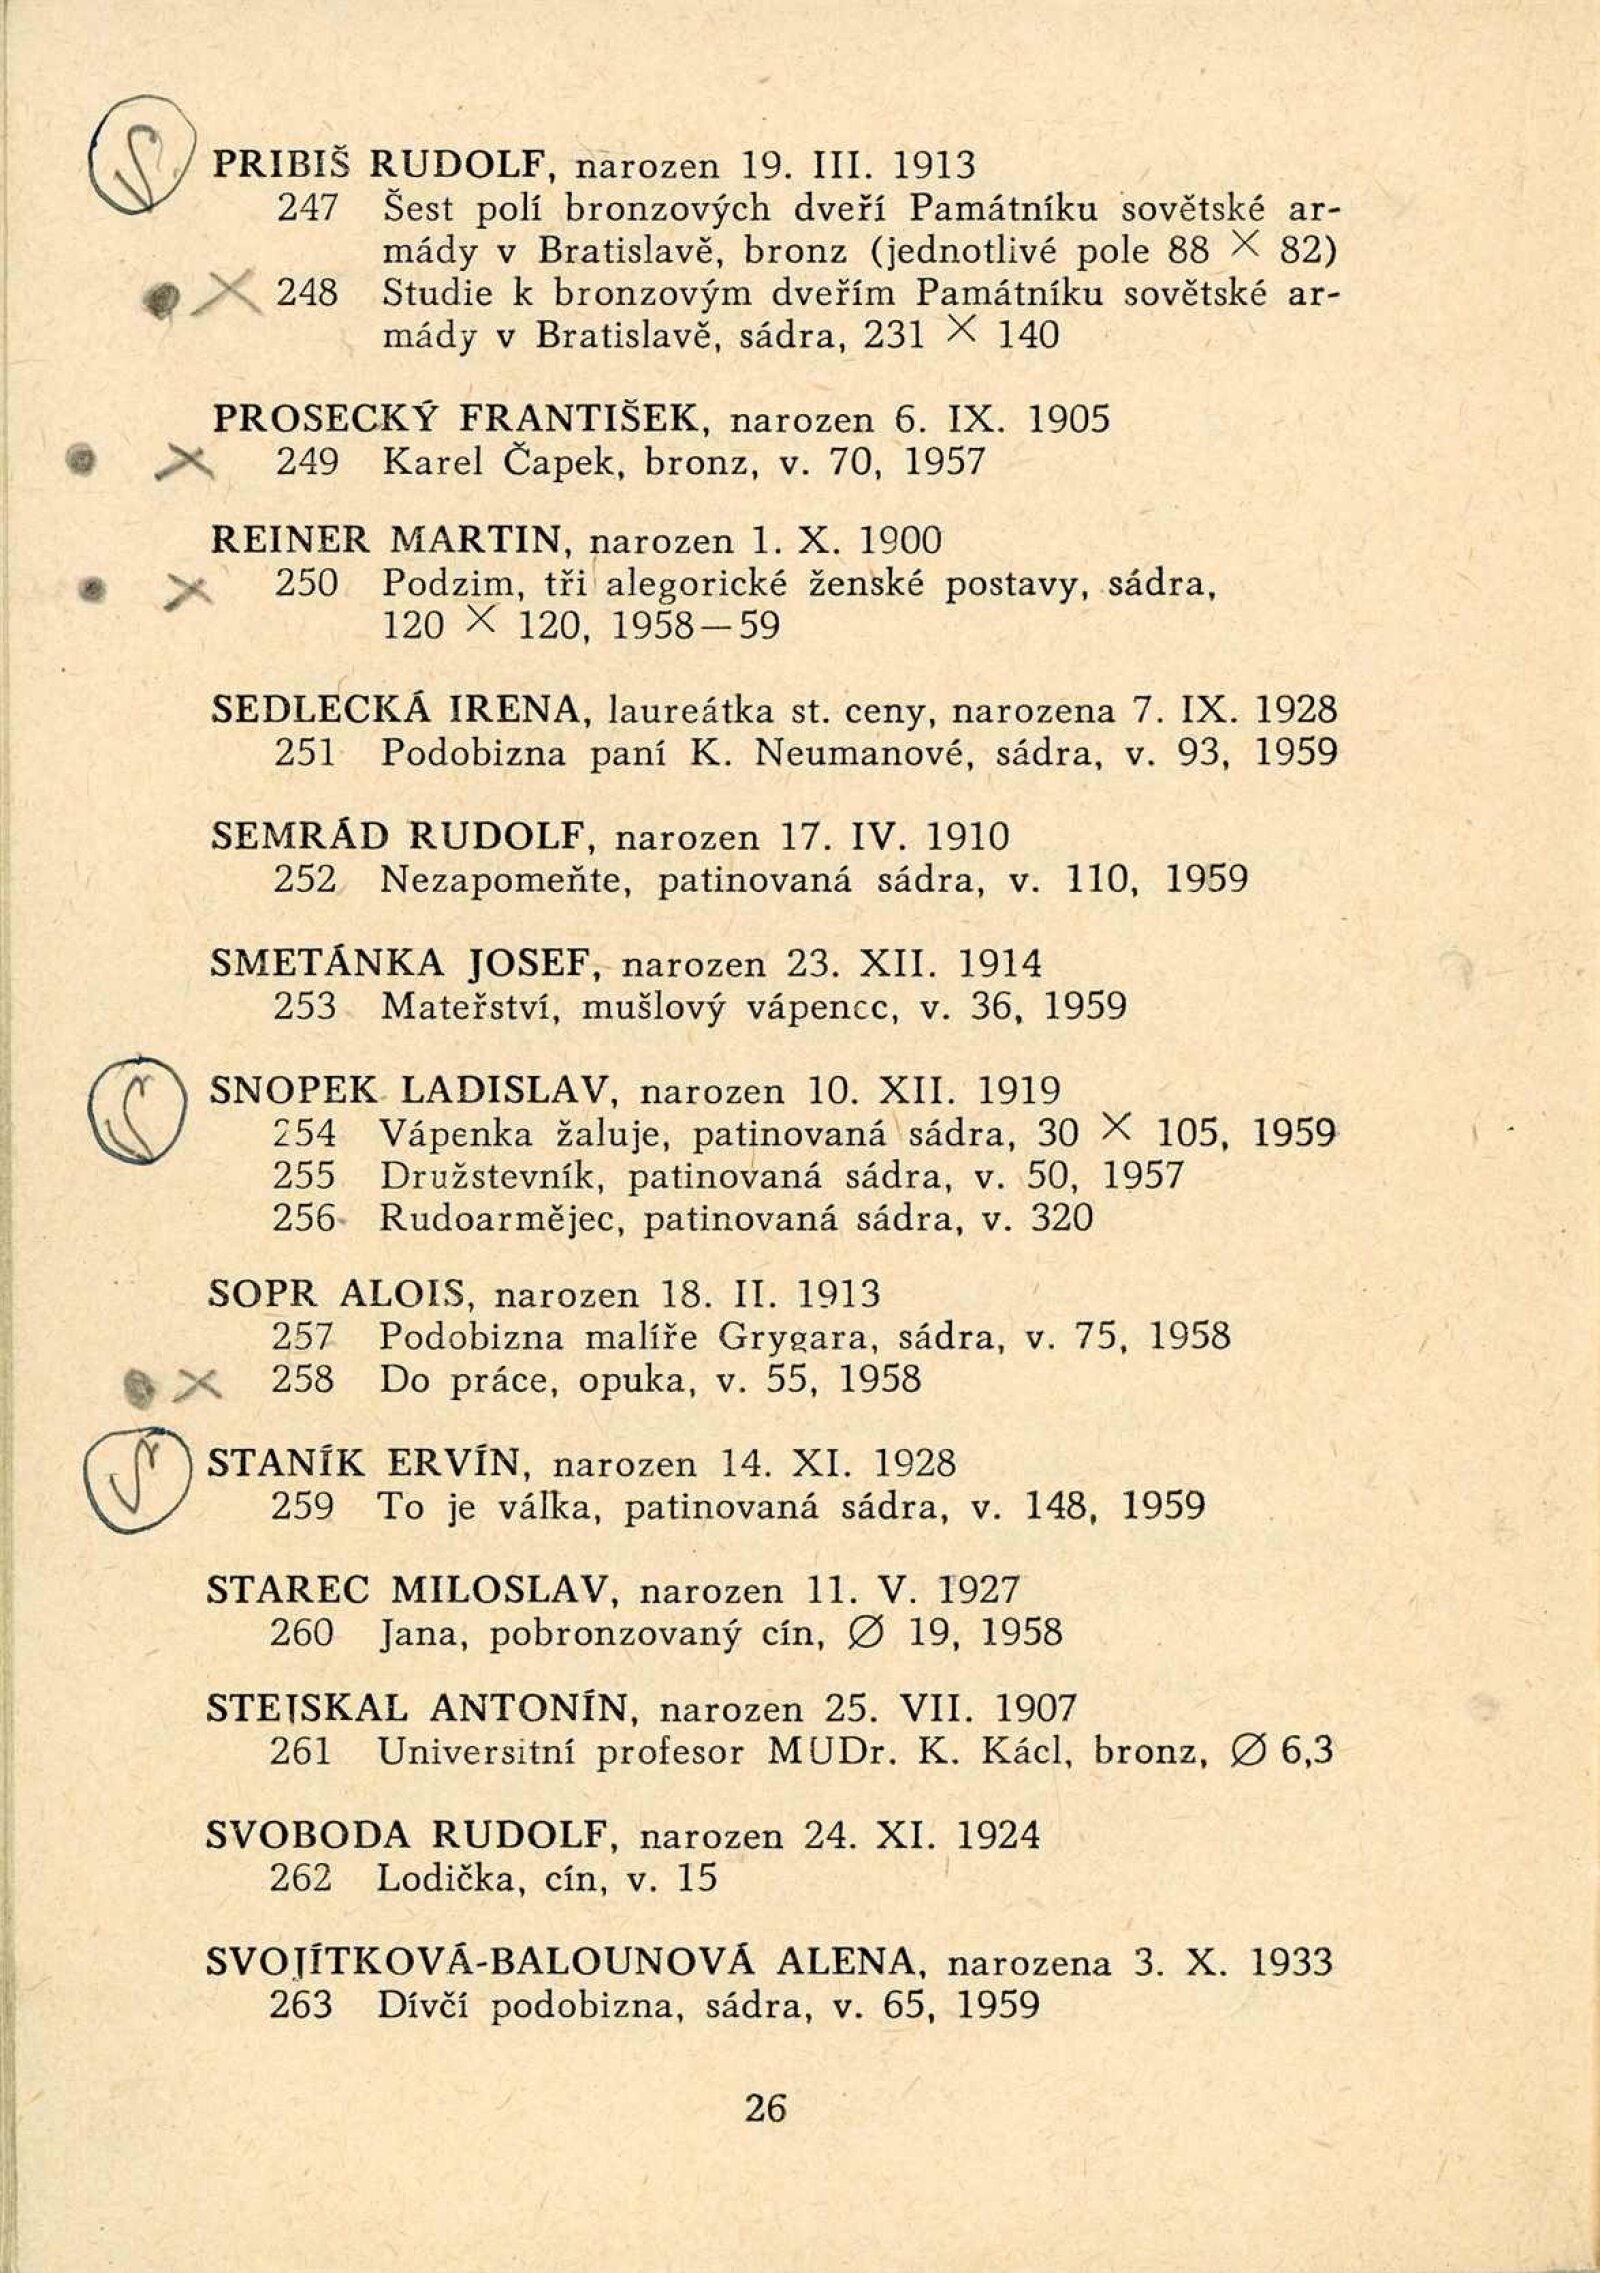 PRIBIŠ RUDOLF, narozen 19. III. 1913
247 Šest polí bronzových dveří Památníku sovětské ar-
mády v Bratislavě, bronz (jednotlivé pole 88 × 82)
248 Studie k bronzovým dveřím Památníku sovětské ar-
mády v Bratislavě, sádra, 231 × 140
PROSECKÝ FRANTIŠEK, narozen 6. IX. 1905
249 Karel Čapek, bronz, v. 70, 1957
REINER MARTIN, narozen 1. X. 1900
250 Podzim, tři alegorické ženské postavy, sádra,
120 × 120, 1958—59
SEDLECKÁ IRENA, laureátka st. ceny, narozena 7. IX. 1928
251 Podobizna paní K. Neumanové, sádra, v. 93, 1959
SEMRÁD RUDOLF, narozen 17. IV. 1910
252 Nezapomeňte, patinovaná sádra, v. 110, 1959
SMETÁNKA JOSEF, narozen 23. XII. 1914
253 Mateřství, mušlový vápenec, v. 36, 1959
SNOPEK LADISLAV, narozen 10. XII. 1919
254 Vápenka žaluje, patinovaná sádra, 30 × 105, 1959
255 Družstevník, patinovaná sádra, v. 50, 1957
256 Rudoarmějec, patinovaná sádra, v. 320
SOPR ALOIS, narozen 18. II. 1913
257 Podobizna malíře Grygara, sádra, v. 75, 1958
258 Do práce, opuka, v. 55, 1958
STANÍK ERVÍN, narozen 14. XI. 1928
259 To je válka, patinovaná sádra, v. 148, 1959
STAREC MILOSLAV, narozen 11. V. 1927
260 Jana, pobronzovaný cín, Ø 19, 1958
STEJSKAL ANTONÍN, narozen 25. VII. 1907
261 Universitní profesor MUDr. K. Kácl, bronz, Ø 6,3
SVOBODA RUDOLF, narozen 24. XI. 1924
262 Lodička, cín, v. 15
SVOJÍTKOVÁ-BALOUNOVÁ ALENA, narozena 3. X. 1933
263 Dívčí podobizna, sádra, v. 65, 1959
26